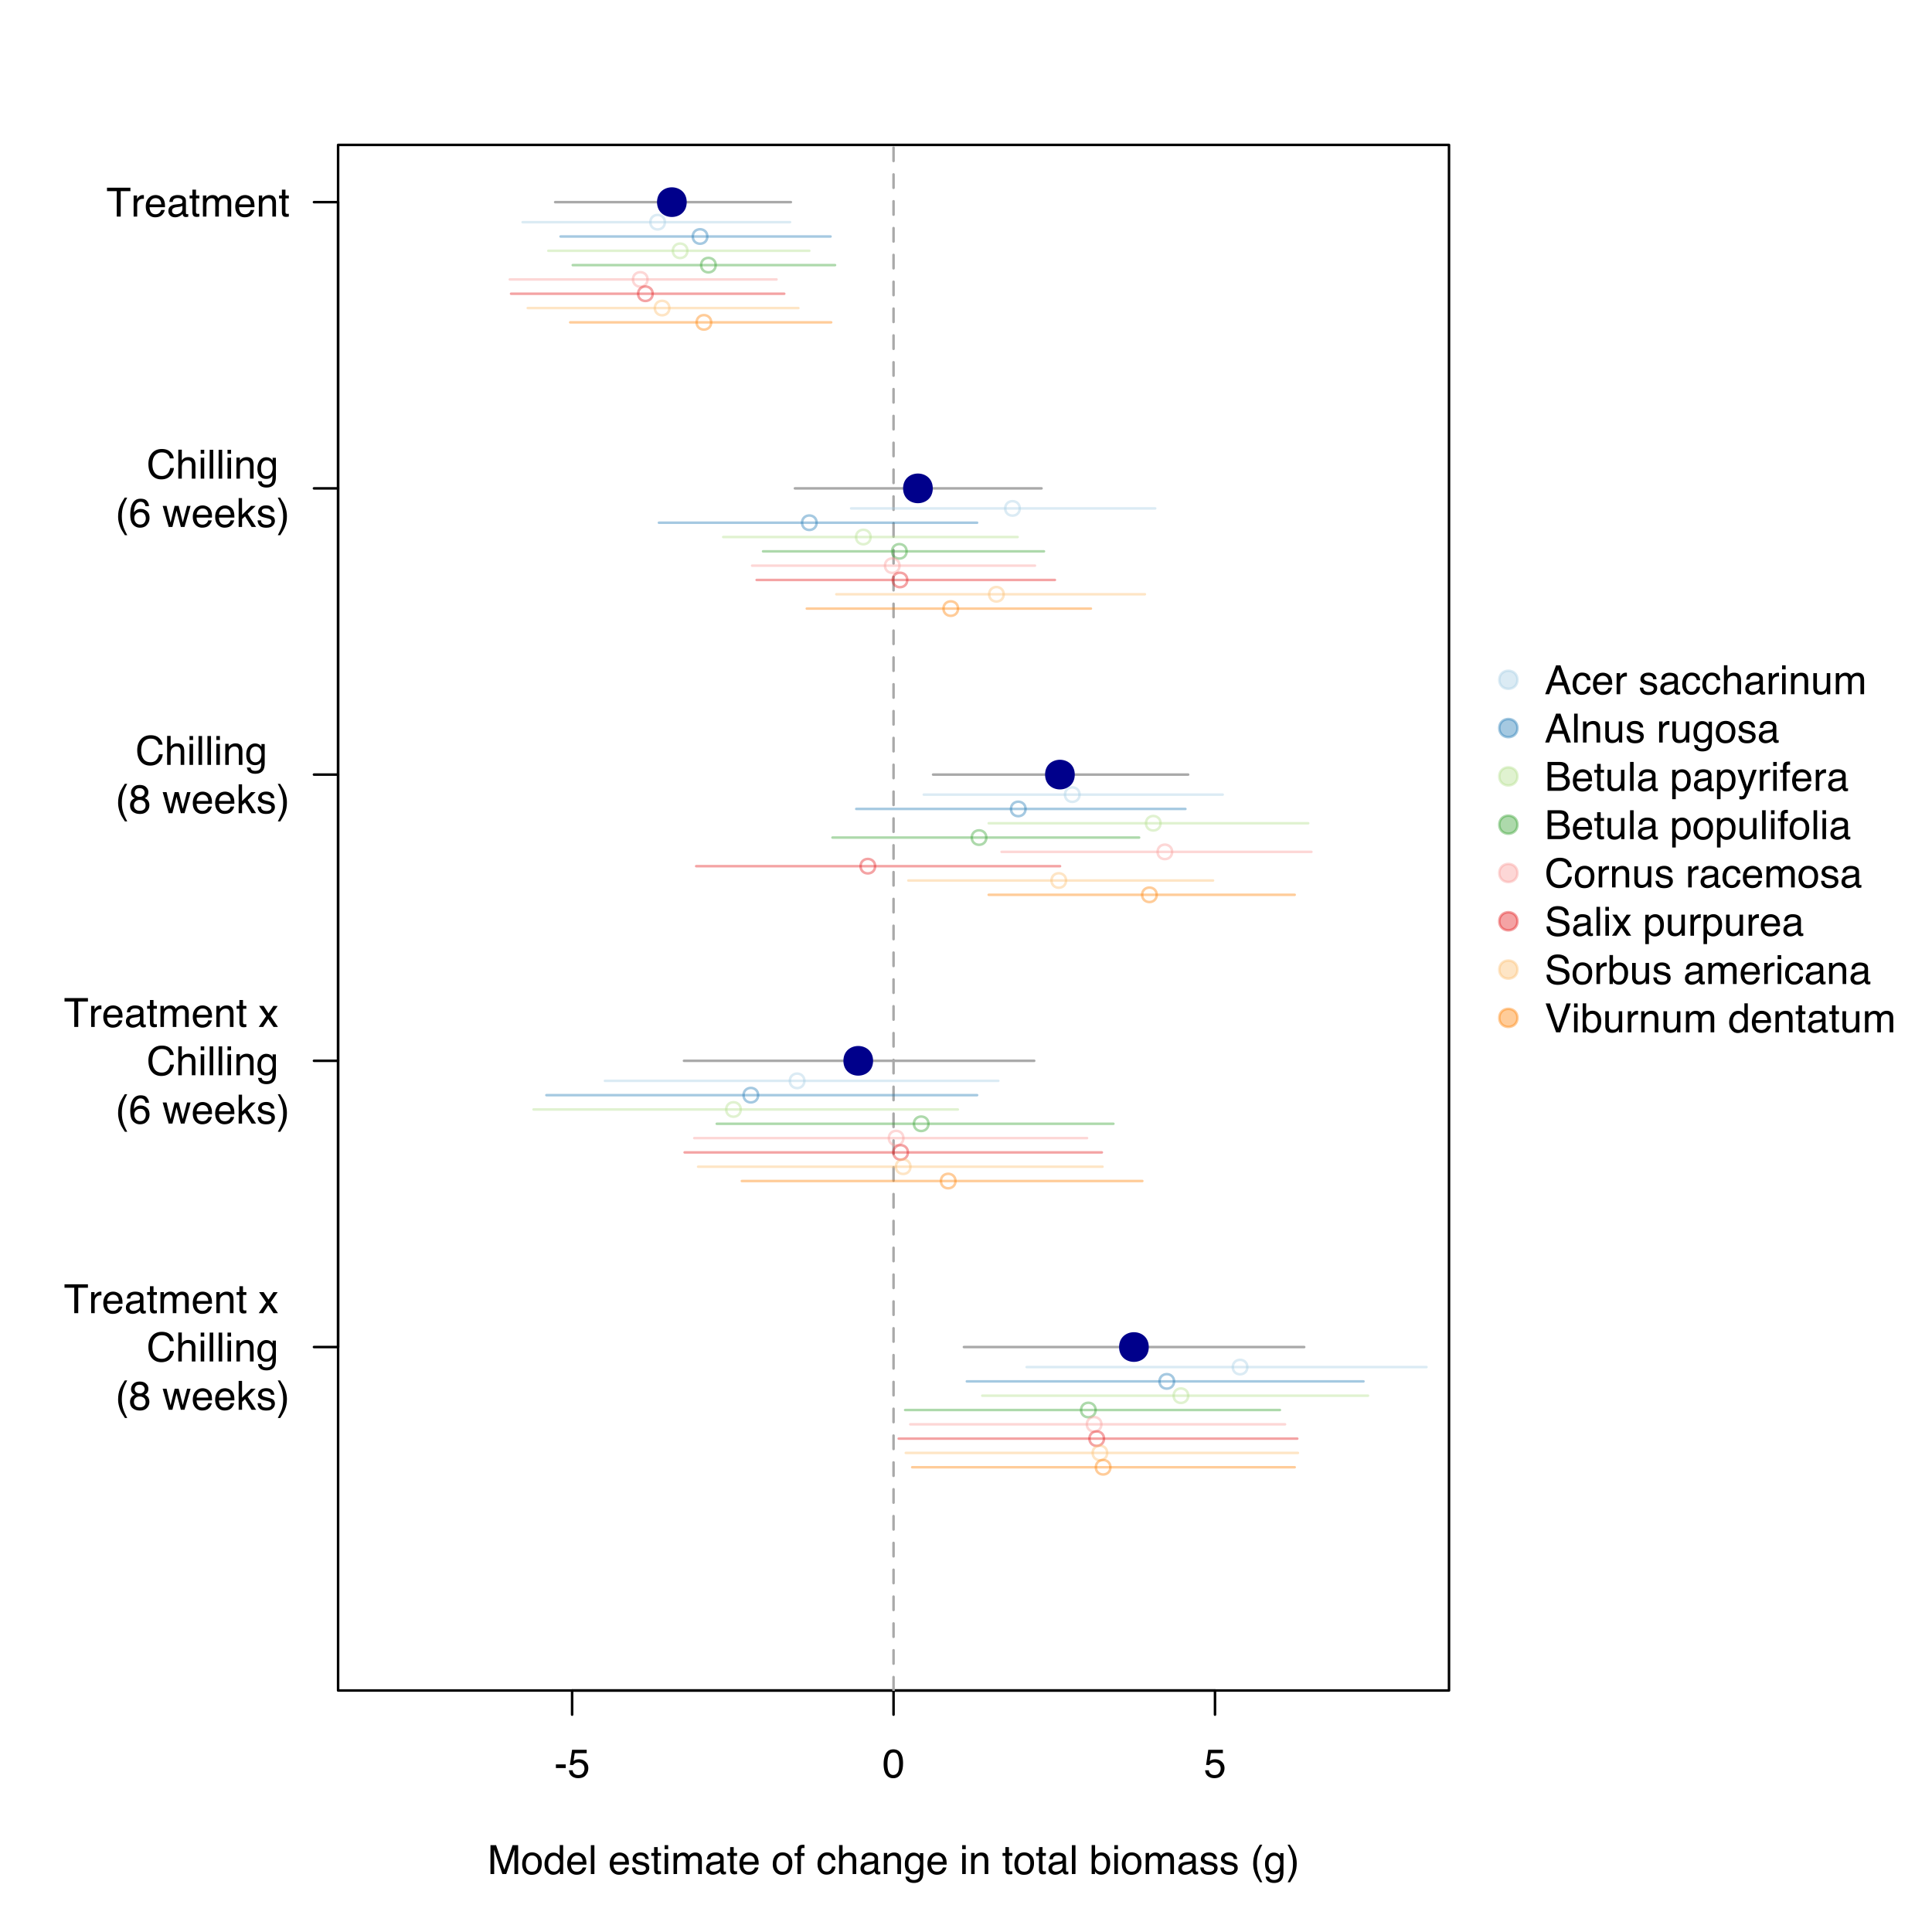 Treatment
Chilling
(6 weeks)
Chilling
(8 weeks)
Treatment x
Chilling
(6 weeks)
Treatment x
Chilling
(8 weeks)
Acer saccharinum
Alnus rugosa
Betula papyrifera
Betula populifolia
Cornus racemosa
Salix purpurea
Sorbus americana
Viburnum dentatum
-5 0 5
Model estimate of change in total biomass (g)